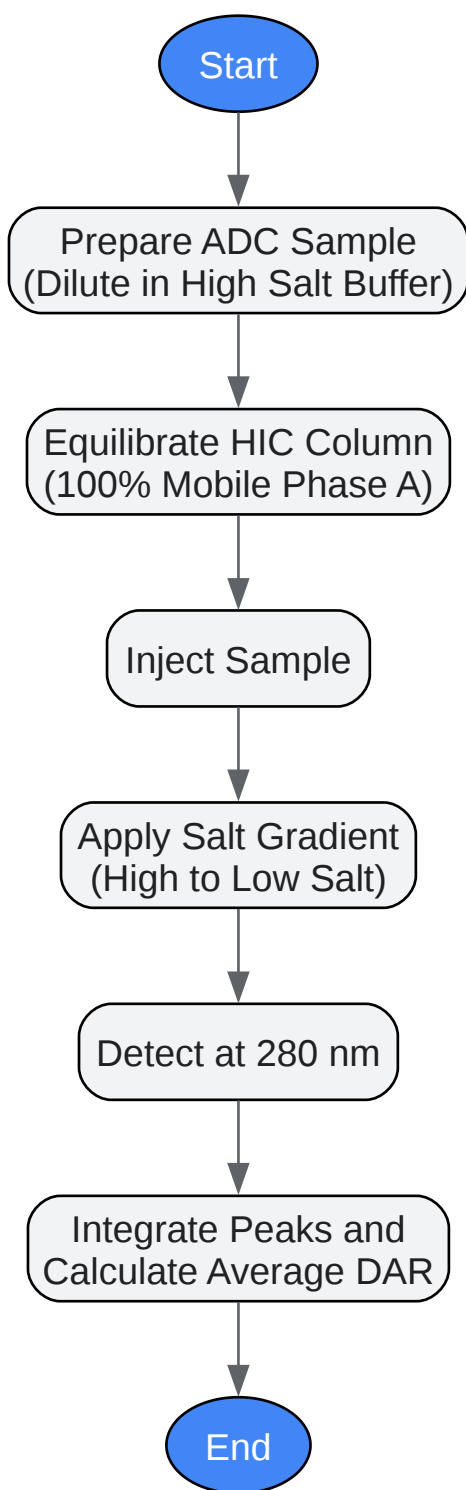 Start
Prepare ADC Sample
(Dilute in High Salt Buffer)
Equilibrate HIC Column
(100% Mobile Phase A)
Inject Sample
Apply Salt Gradient
(High to Low Salt)
Detect at 280 nm
Integrate Peaks and
Calculate Average DAR
End